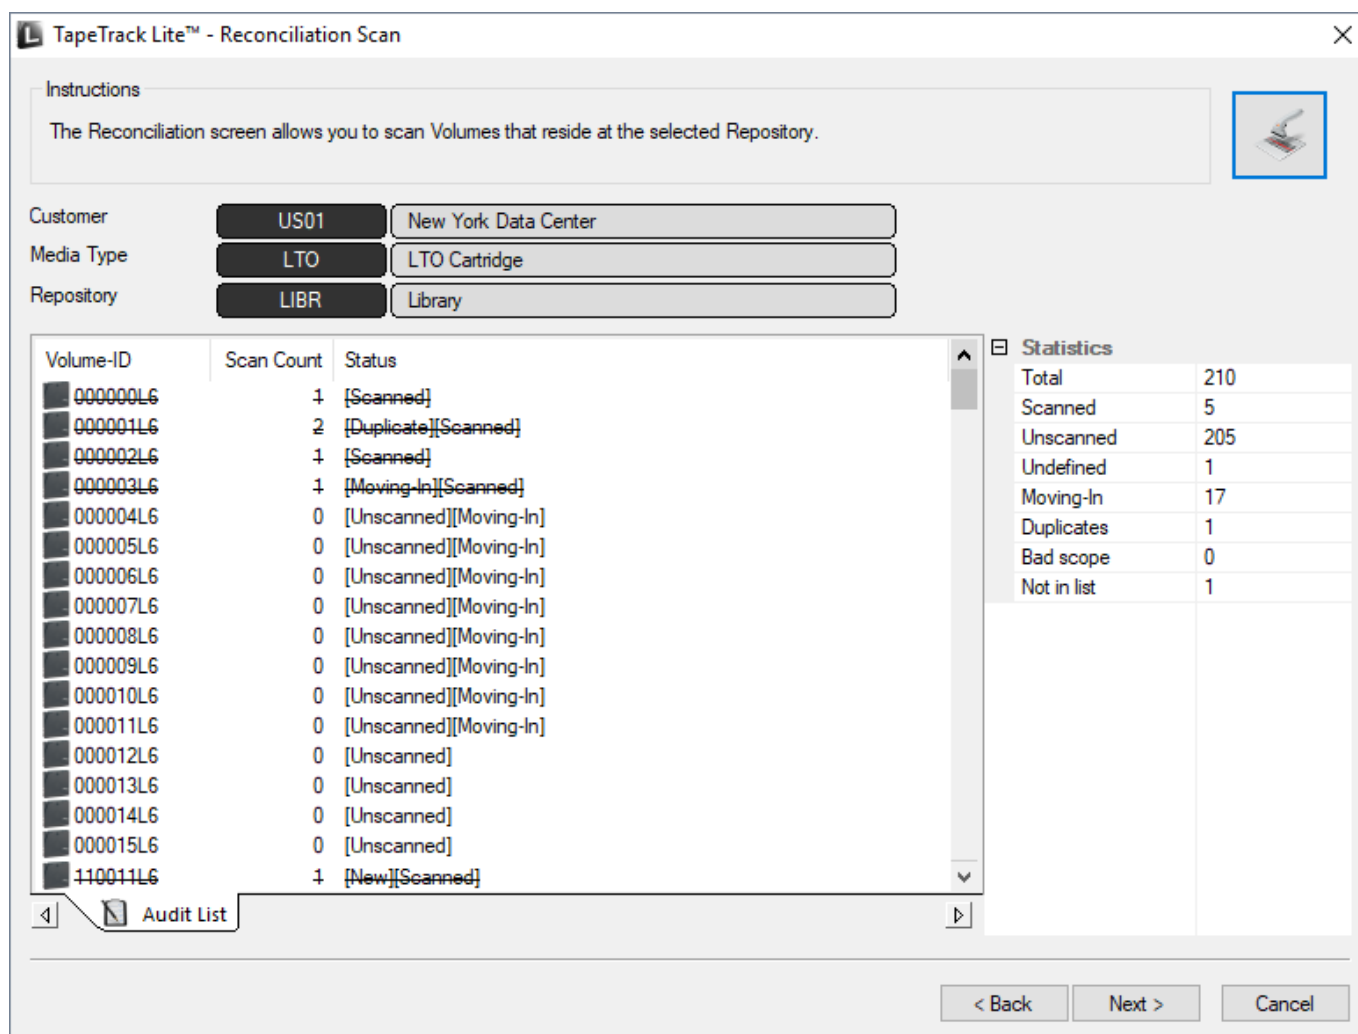 TapeTrack Lite™ - Reconciliation Scan
Instructions
The Reconciliation screen allows you to scan Volumes that reside at the selected Repository.
Customer US01 New York Data Center
Media Type LTO LTO Cartridge
Repository LIBR Library
Volume-ID Scan Count Status
000000L6 1 [Scanned]
000001L6 2 [Duplicate][Scanned]
000002L6 1 [Scanned]
000003L6 1 [Moving-In][Scanned]
000004L6 0 [Unscanned][Moving-In]
000005L6 0 [Unscanned][Moving-In]
000006L6 0 [Unscanned][Moving-In]
000007L6 0 [Unscanned][Moving-In]
000008L6 0 [Unscanned][Moving-In]
000009L6 0 [Unscanned][Moving-In]
000010L6 0 [Unscanned][Moving-In]
000011L6 0 [Unscanned][Moving-In]
000012L6 0 [Unscanned]
000013L6 0 [Unscanned]
000014L6 0 [Unscanned]
000015L6 0 [Unscanned]
110011L6 1 [New][Scanned]
Audit List
Statistics
Total 210
Scanned 5
Unscanned 205
Undefined 1
Moving-In 17
Duplicates 1
Bad scope 0
Not in list 1
< Back Next > Cancel